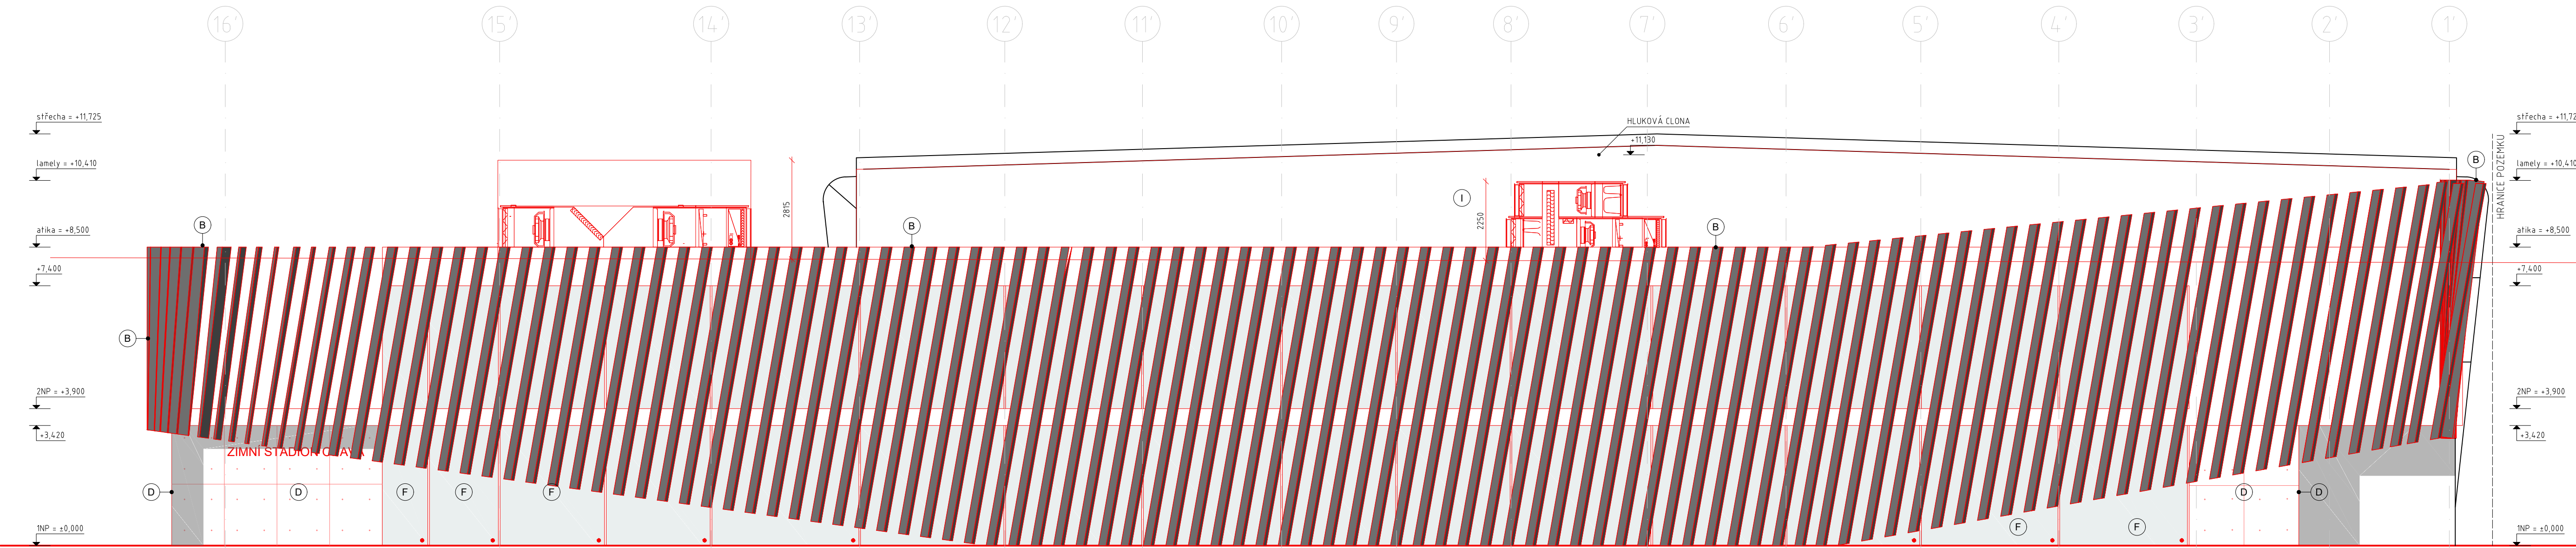 16' 15' 14' 13' 12' 11' 10' 9' 8' 7' 6' 5' 4' 3' 2' 1'
střecha = +11,725
HLUKOVÁ CLONA
+11,130
střecha = +11,72
HRANICE POZEMKU
lamely = +10,410
lamely = +10,410
B
I
2815
2250
atika = +8,500
B
B
B
atika = +8,500
+7,400
+7,400
B
2NP = +3,900
2NP = +3,900
+3,420
+3,420
ZIMNÍ STADION
D
D
F
F
F
D
D
F
F
1NP = ±0,000
1NP = ±0,000